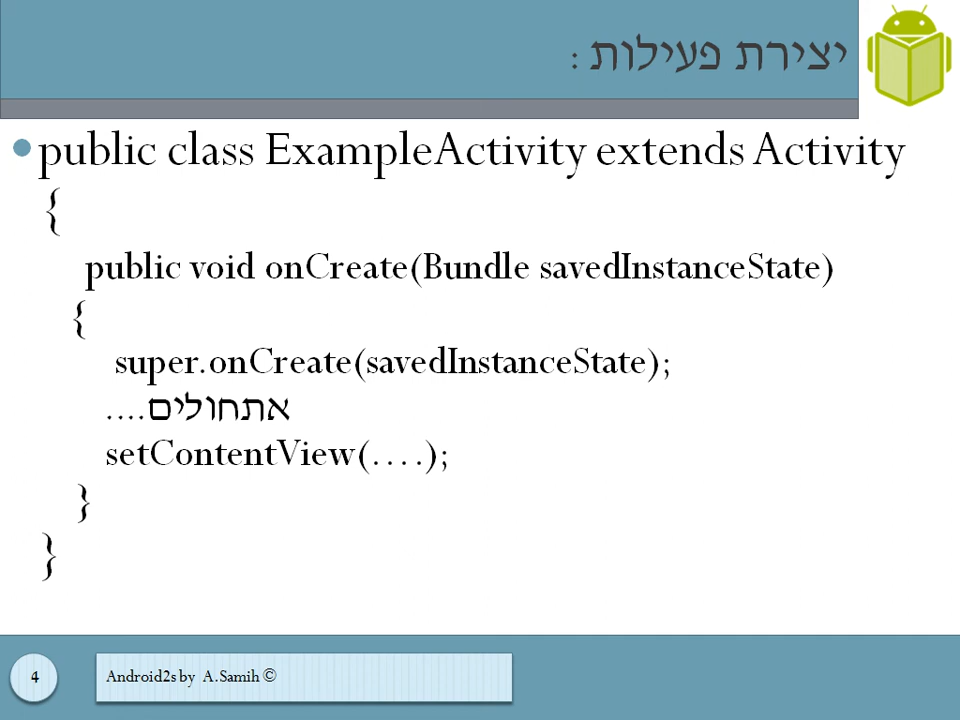 יצירת פעילות :
public class ExampleActivity extends Activity
{
public void onCreate(Bundle savedInstanceState)
{
super.onCreate(savedInstanceState);
אתחולים....
setContentView(….);
}
}
4
Android2s by A.Samih ©